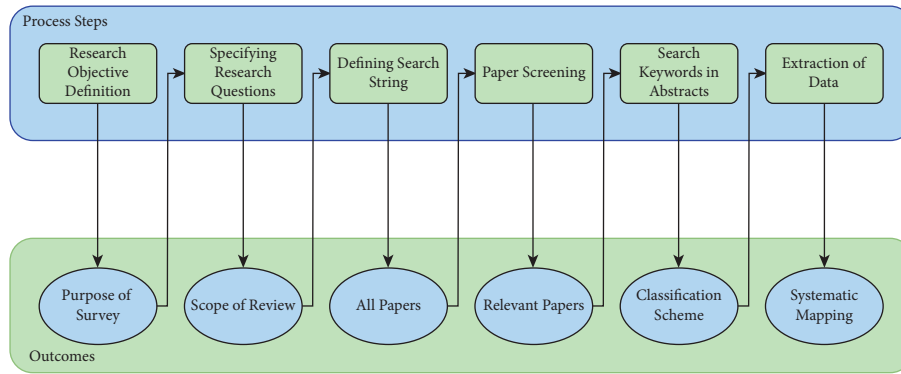 Process Steps
Research
Objective
Definition
Specifying
Research
Questions
Defining Search
String
Paper Screening
Search
Keywords in
Abstracts
Extraction of
Data
Purpose of
Survey
Scope of Review
All Papers
Relevant Papers
Classification
Scheme
Systematic
Mapping
Outcomes